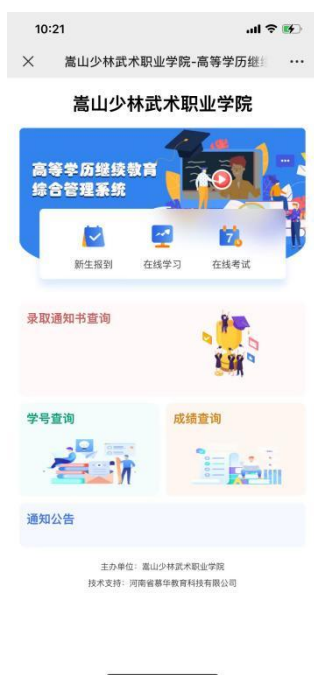 10:21
嵩山少林武术职业学院-高等学历继续
嵩山少林武术职业学院
高等学历继续教育
综合管理系统
7
新生报到 在线学习 在线考试
录取通知书查询
学号查询 成绩查询
通知公告
主办单位：嵩山少林武术职业学院
技术支持：河南省慕华教育科技有限公司